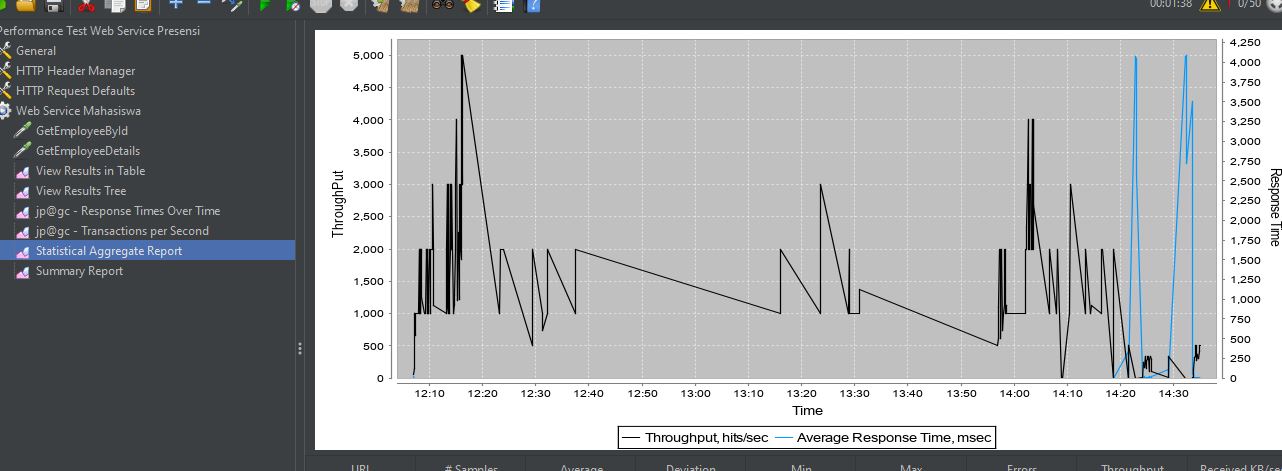 00:01:38 0/50
Performance Test Web Service Presensi
General
HTTP Header Manager
HTTP Request Defaults
Web Service Mahasiswa
GetEmployeeById
GetEmployeeDetails
View Results in Table
View Results Tree
jp@gc - Response Times Over Time
jp@gc - Transactions per Second
Statistical Aggregate Report
Summary Report
ThroughPut
5,000
4,500
4,000
3,500
3,000
2,500
2,000
1,500
1,000
500
0
4,250
4,000
3,750
3,500
3,250
3,000
2,750
2,500
2,250
2,000
1,750
1,500
1,250
1,000
750
500
250
0
Response Time
12:10 12:20 12:30 12:40 12:50 13:00 13:10 13:20 13:30 13:40 13:50 14:00 14:10 14:20 14:30
Time
Throughput, hits/sec Average Response Time, msec
URL # Samples Average Deviation Min Max Errors Throughput Received KB/sec